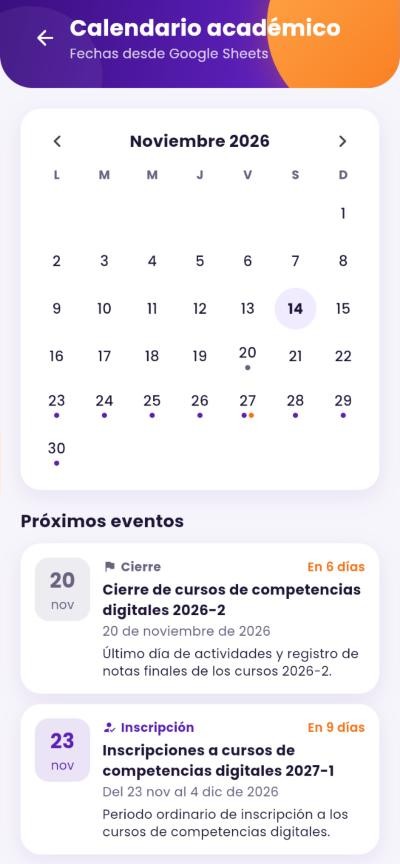 Calendario académico
Fechas desde Google Sheets
Noviembre 2026
L M M J V S D
1
2 3 4 5 6 7 8
9 10 11 12 13 14 15
16 17 18 19 20 21 22
23 24 25 26 27 28 29
30
Próximos eventos
20
nov
Cierre
En 6 días
Cierre de cursos de competencias
digitales 2026-2
20 de noviembre de 2026
Último día de actividades y registro de
notas finales de los cursos 2026-2.
23
nov
Inscripción
En 9 días
Inscripciones a cursos de
competencias digitales 2027-1
Del 23 nov al 4 dic de 2026
Periodo ordinario de inscripción a los
cursos de competencias digitales.